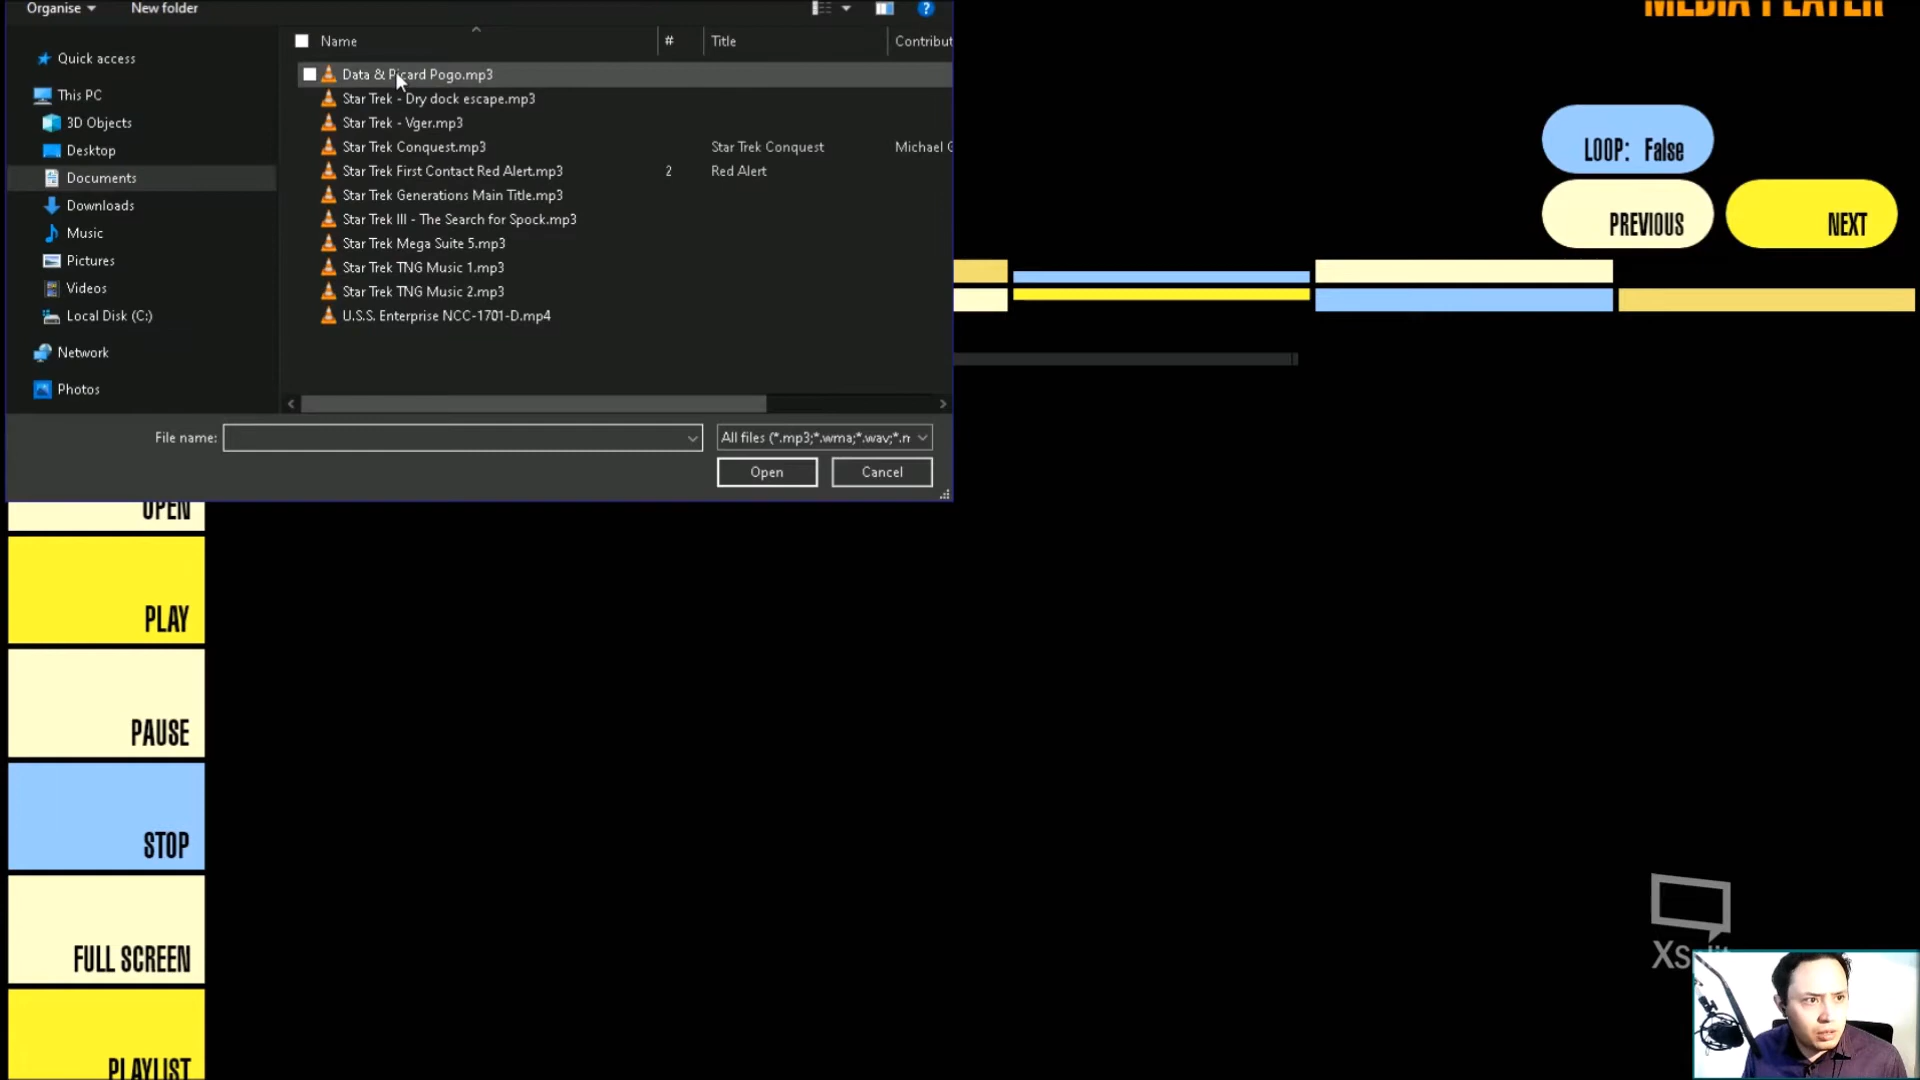 Organise
New folder
MEDIA PLAYER
Name
#
Title
Contribut
Quick access
This PC
3D Objects
Desktop
Documents
Downloads
Music
Pictures
Videos
Local Disk (C:)
Network
Photos
Data & Picard Pogo.mp3
Star Trek - Dry dock escape.mp3
Star Trek - Vger.mp3
Star Trek Conquest.mp3 Star Trek Conquest Michael G
Star Trek First Contact Red Alert.mp3 2 Red Alert
Star Trek Generations Main Title.mp3
Star Trek III - The Search for Spock.mp3
Star Trek Mega Suite 5.mp3
Star Trek TNG Music 1.mp3
Star Trek TNG Music 2.mp3
U.S.S. Enterprise NCC-1701-D.mp4
LOOP: False
PREVIOUS
NEXT
File name:
All files (*.mp3;*.wma;*.wav;*.n
Open
Cancel
OPEN
PLAY
PAUSE
STOP
FULL SCREEN
PLAYLIST
XSplit